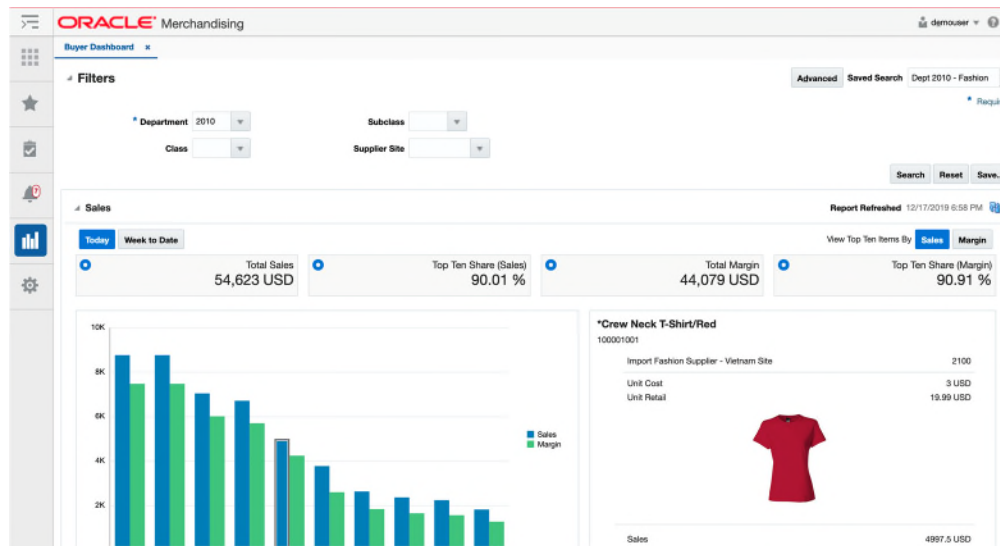 ORACLE Merchandising
demouser
Buyer Dashboard x
Filters
Advanced Saved Search Dept 2010 - Fashion
* Requir
* Department 2010
Subclass
Class
Supplier Site
Search Reset Save..
7
Sales
Report Refreshed 12/17/2019 6:58 PM
Today Week to Date
View Top Ten Items By Sales Margin
Total Sales
54,623 USD
Top Ten Share (Sales)
90.01 %
Total Margin
44,079 USD
Top Ten Share (Margin)
90.91 %
10K
8K
6K
4K
2K
Sales
Margin
*Crew Neck T-Shirt/Red
100001001
Import Fashion Supplier - Vietnam Site 2100
Unit Cost 3 USD
Unit Retail 19.99 USD
Sales 4997.5 USD